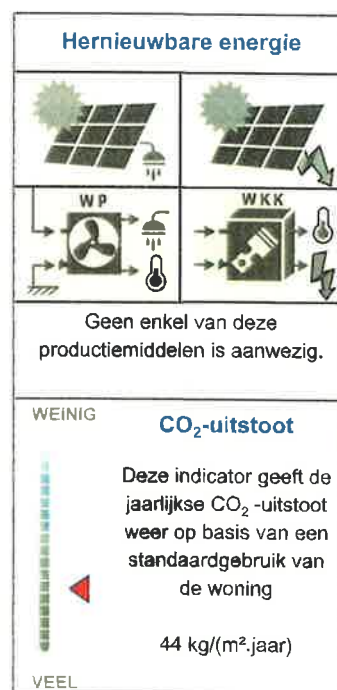 Hernieuwbare energie
WP
WKK
Geen enkel van deze
productiemiddelen is aanwezig.
WEINIG
CO₂-uitstoot
Deze indicator geeft de
jaarlijkse CO₂ -uitstoot
weer op basis van een
standaardgebruik van
de woning
44 kg/(m².jaar)
VEEL